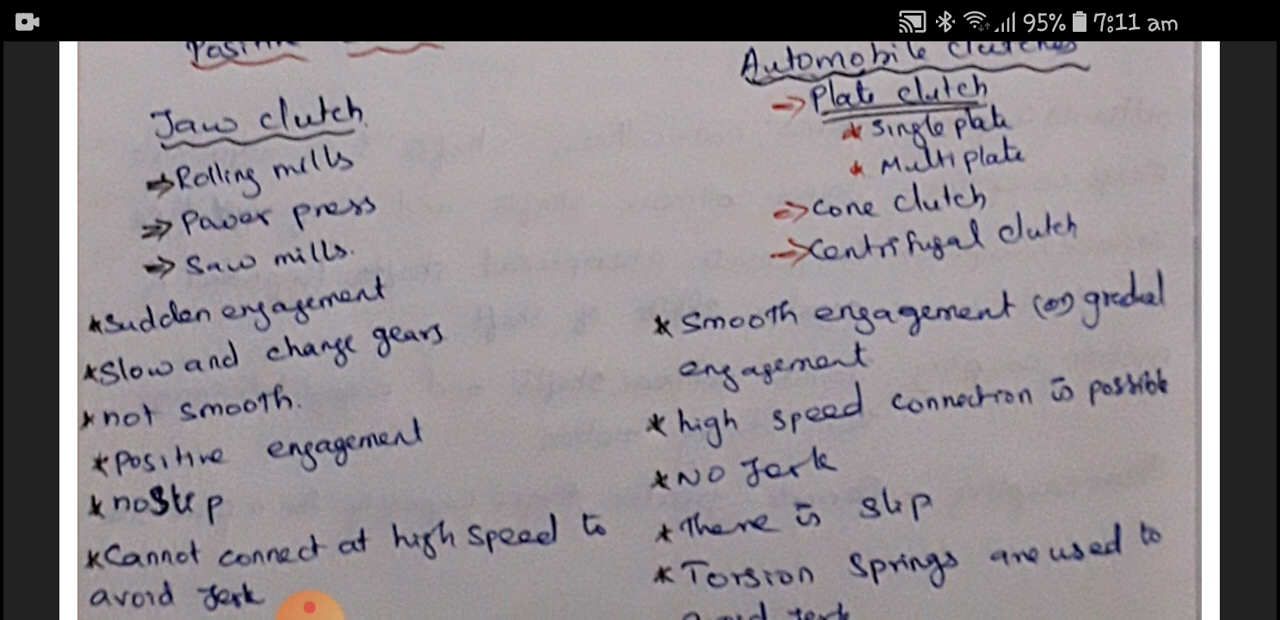 95% 7:11 am
Automobile clutches
Jaw clutch
→Rolling mills
→ Power press
→ Saw mills.
*Sudden engagement
*Slow and change gears
*not smooth.
*Positive engagement
*no Slip
*Cannot connect at high speed to
avoid Jerk
→Plate clutch
*Single plate
* Multiplate
→Cone clutch
→Centrifugal clutch
*Smooth engagement (or) gradual
engagement
*high speed connection is possible
*NO Jerk
*There is slip
*Torsion Springs are used to
avoid Jerk